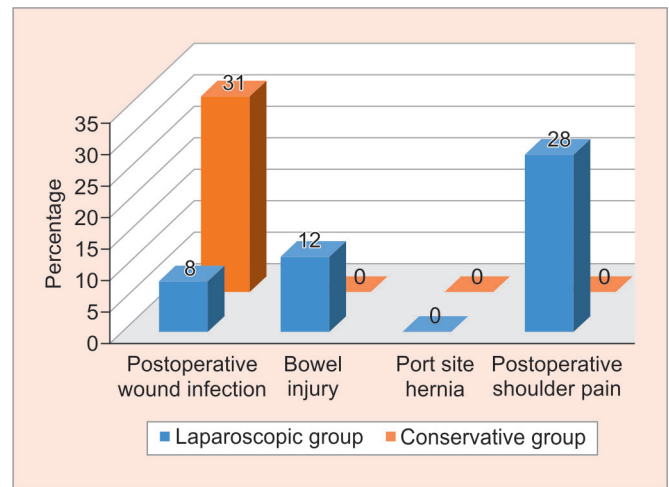 Percentage
35
30
25
20
15
10
5
0
8
31
12
0
0
0
28
0
Postoperative
wound infection
Bowel
injury
Port site
hernia
Postoperative
shoulder pain
Laparoscopic group
Conservative group